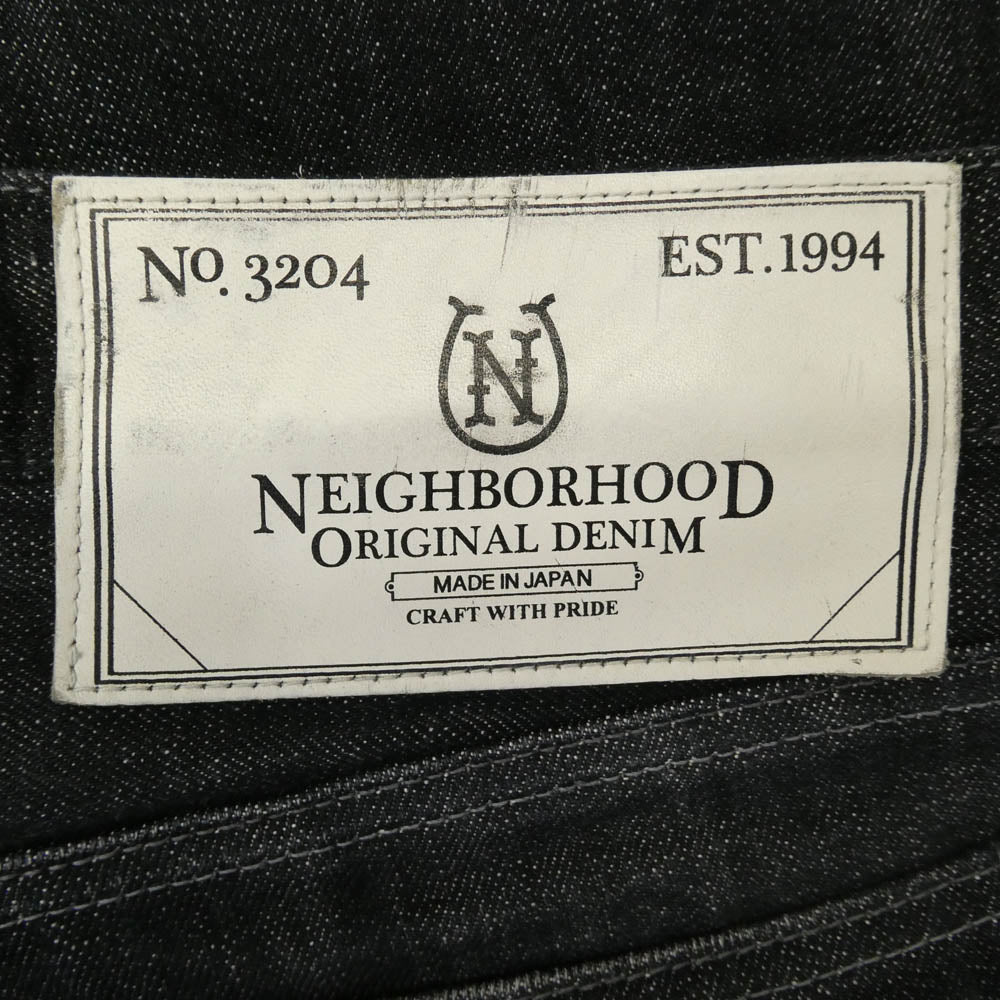 No. 3204
EST. 1994
N
NEIGHBORHOOD
ORIGINAL DENIM
MADE IN JAPAN
CRAFT WITH PRIDE